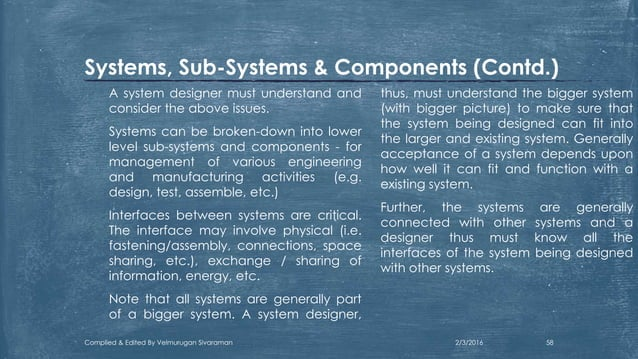 Systems, Sub-Systems & Components (Contd.)
A system designer must understand and
consider the above issues.
Systems can be broken-down into lower
level sub-systems and components - for
management of various engineering
and manufacturing activities (e.g.
design, test, assemble, etc.)
Interfaces between systems are critical.
The interface may involve physical (i.e.
fastening/assembly, connections, space
sharing, etc.), exchange / sharing of
information, energy, etc.
Note that all systems are generally part
of a bigger system. A system designer,
thus, must understand the bigger system
(with bigger picture) to make sure that
the system being designed can fit into
the larger and existing system. Generally
acceptance of a system depends upon
how well it can fit and function with a
existing system.
Further, the systems are generally
connected with other systems and a
designer thus must know all the
interfaces of the system being designed
with other systems.
Complied & Edited By Velmurugan Sivaraman 2/3/2016 58